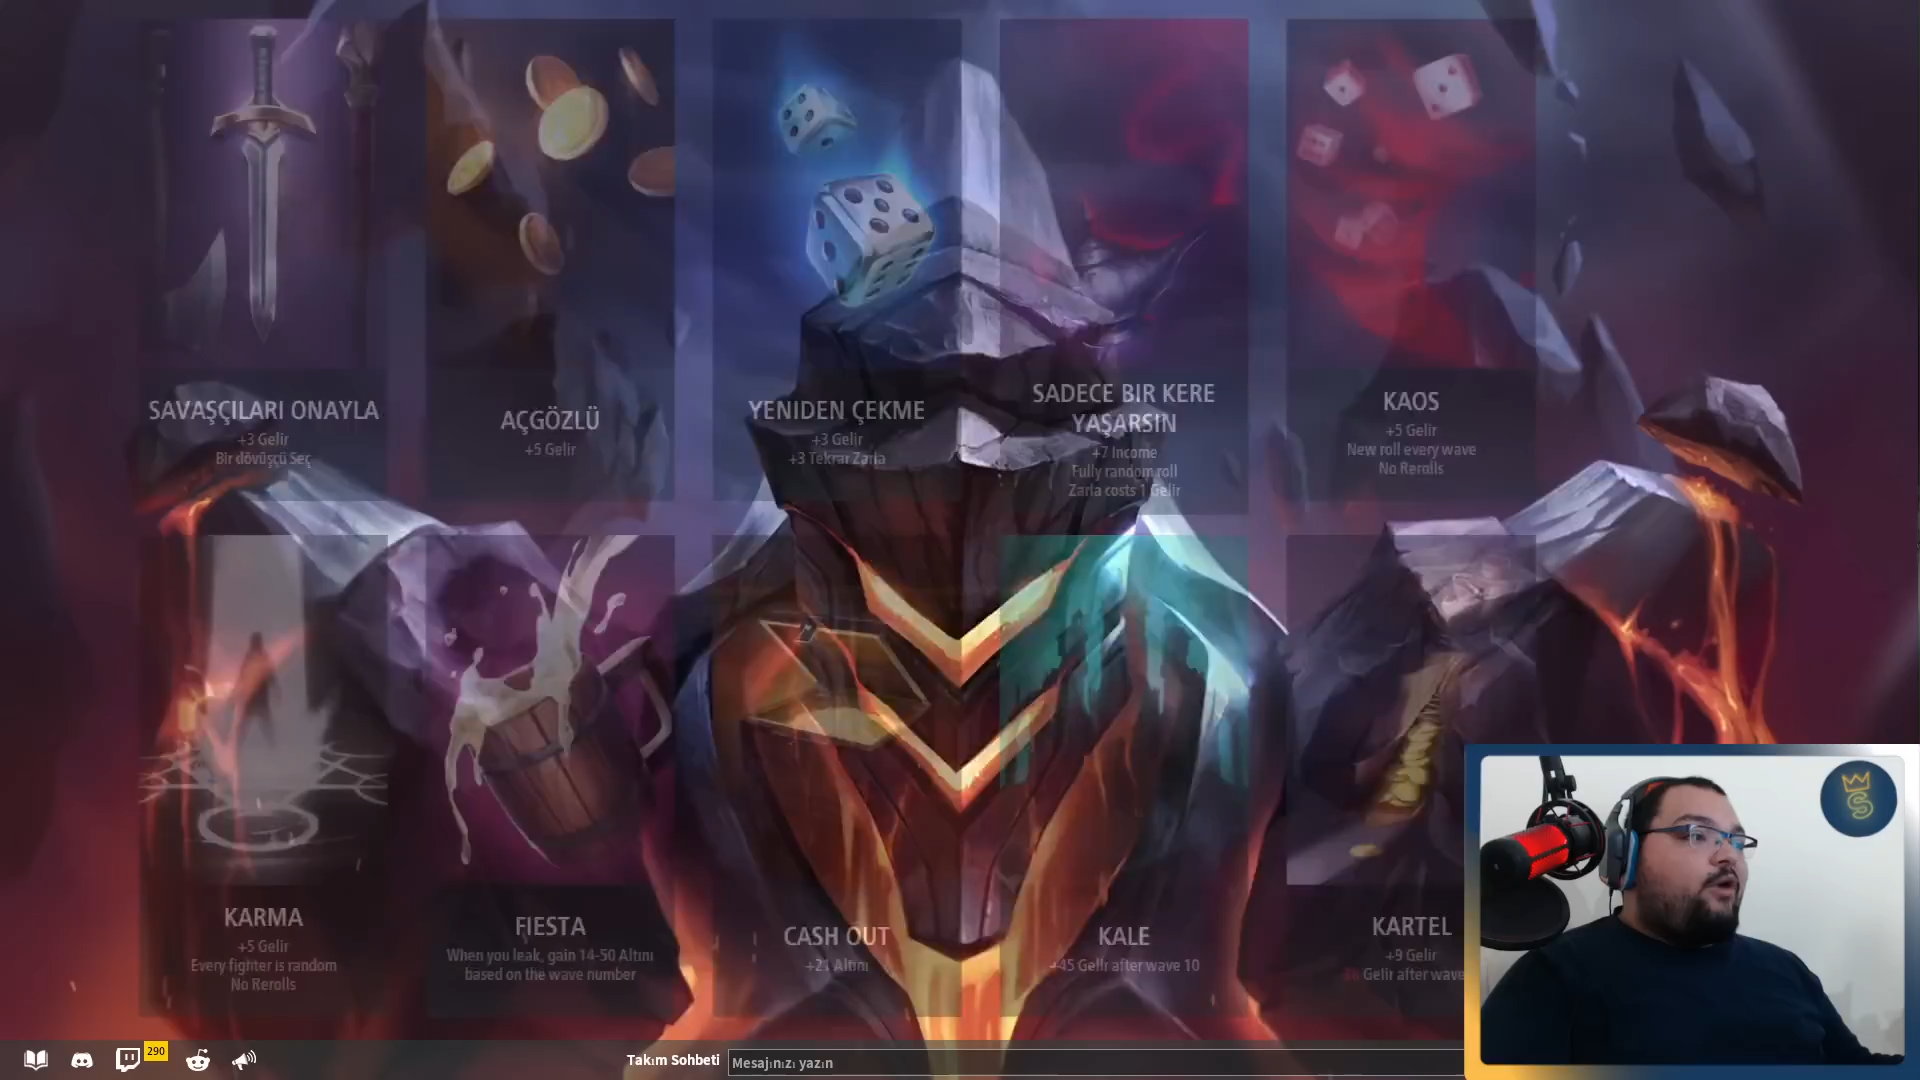 SAVAŞÇILARI ONAYLA
+3 Gelir
Bir dövüşçü Seç
AÇGÖZLÜ
+5 Gelir
YENIDEN ÇEKME
+3 Gelir
+3 Tekrar Zarla
SADECE BIR KERE
YAŞARSIN
+7 Income
Fully random roll
Zarla costs 1 Gelir
KAOS
+5 Gelir
New roll every wave
No Rerolls
KARMA
+5 Gelir
Every fighter is random
No Rerolls
FIESTA
When you leak, gain 14-50 Altını
based on the wave number
CASH OUT
+21 Altını
KALE
+45 Gelir after wave 10
KARTEL
+9 Gelir
Gelir after wave
290
Takım Sohbeti
Mesajınızı yazın